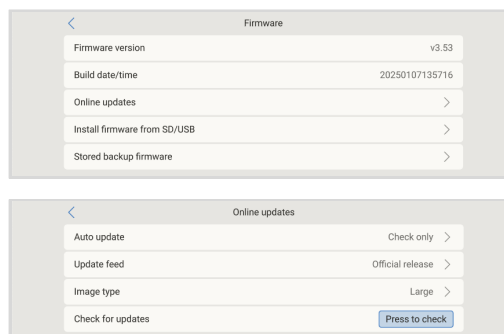 Firmware
Firmware version v3.53
Build date/time 20250107135716
Online updates
Install firmware from SD/USB
Stored backup firmware
Online updates
Auto update Check only
Update feed Official release
Image type Large
Check for updates Press to check